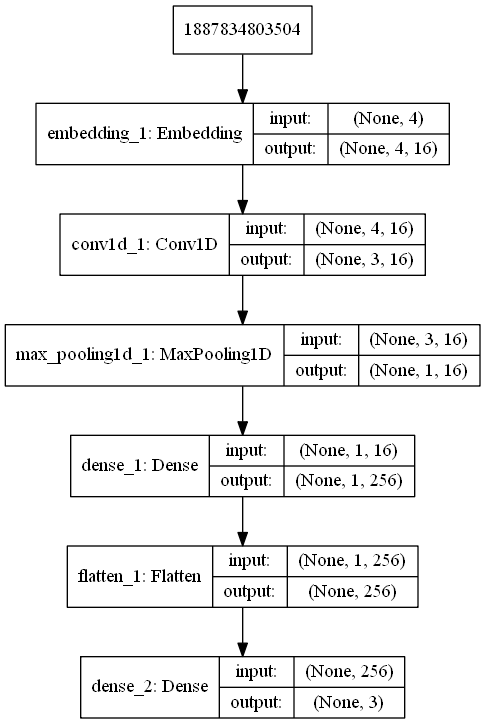 1887834803504
embedding_1: Embedding
input:
(None, 4)
output:
(None, 4, 16)
conv1d_1: Conv1D
input:
(None, 4, 16)
output:
(None, 3, 16)
max_pooling1d_1: MaxPooling1D
input:
(None, 3, 16)
output:
(None, 1, 16)
dense_1: Dense
input:
(None, 1, 16)
output:
(None, 1, 256)
flatten_1: Flatten
input:
(None, 1, 256)
output:
(None, 256)
dense_2: Dense
input:
(None, 256)
output:
(None, 3)